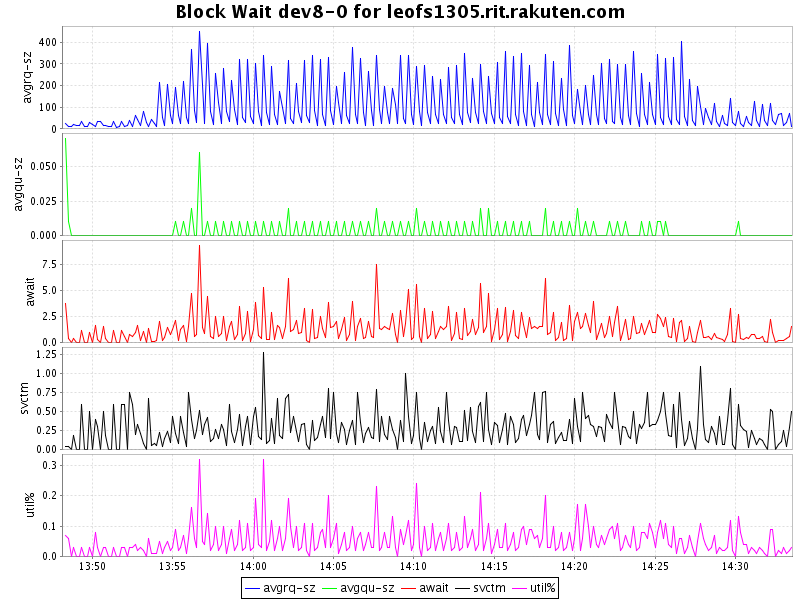 Block Wait dev8-0 for leofs1305.rit.rakuten.com
avgrq-sz
400
300
200
100
0
avgqu-sz
0.050
0.025
0.000
await
7.5
5.0
2.5
0.0
svctm
1.25
1.00
0.75
0.50
0.25
0.00
util%
0.3
0.2
0.1
0.0
13:50 13:55 14:00 14:05 14:10 14:15 14:20 14:25 14:30
avgrq-sz avgqu-sz await svctm util%